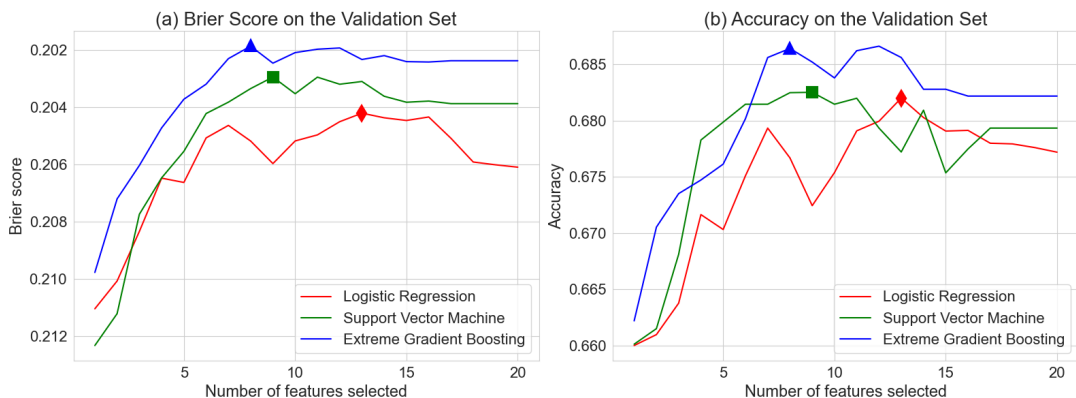 (a) Brier Score on the Validation Set
Brier score
0.202
0.204
0.206
0.208
0.210
0.212
Logistic Regression
Support Vector Machine
Extreme Gradient Boosting
5
10
15
20
Number of features selected
(b) Accuracy on the Validation Set
Accuracy
0.685
0.680
0.675
0.670
0.665
0.660
Logistic Regression
Support Vector Machine
Extreme Gradient Boosting
5
10
15
20
Number of features selected